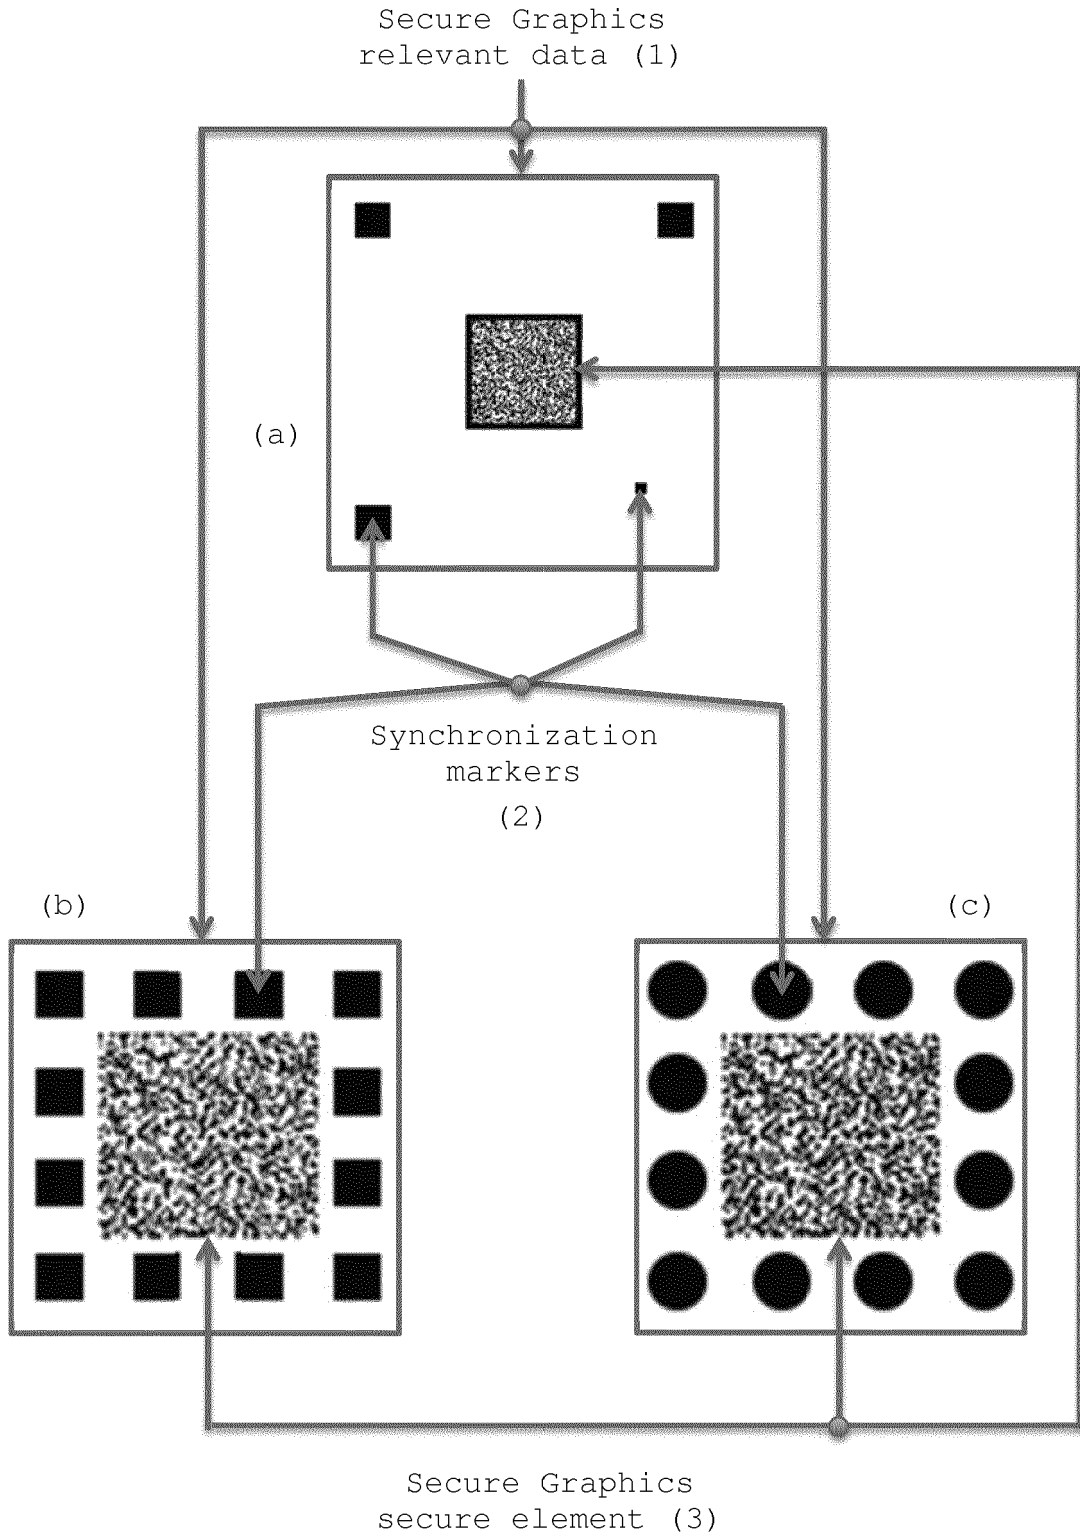 Secure Graphics
relevant data (1)
(a)
Synchronization
markers
(2)
(b)
(c)
Secure Graphics
secure element (3)